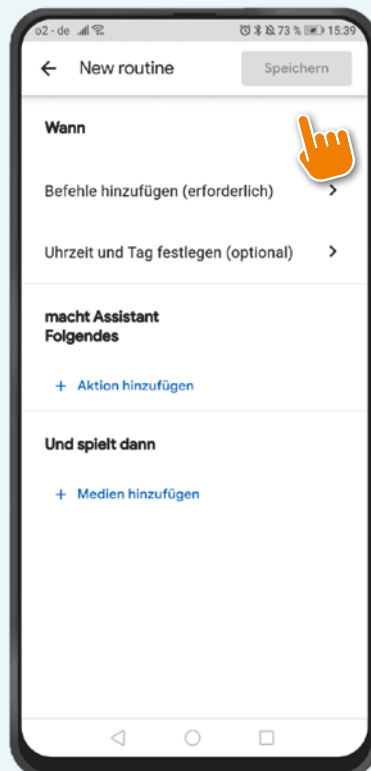 o2-de 73 % 15:39
New routine Speichern
Wann
Befehle hinzufügen (erforderlich)
Uhrzeit und Tag festlegen (optional)
macht Assistant
Folgendes
+ Aktion hinzufügen
Und spielt dann
+ Medien hinzufügen